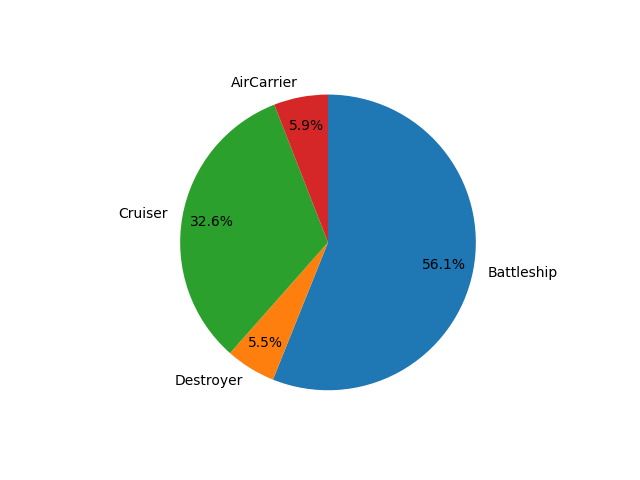 AirCarrier
5.9%
Cruiser
32.6%
56.1%
Battleship
5.5%
Destroyer